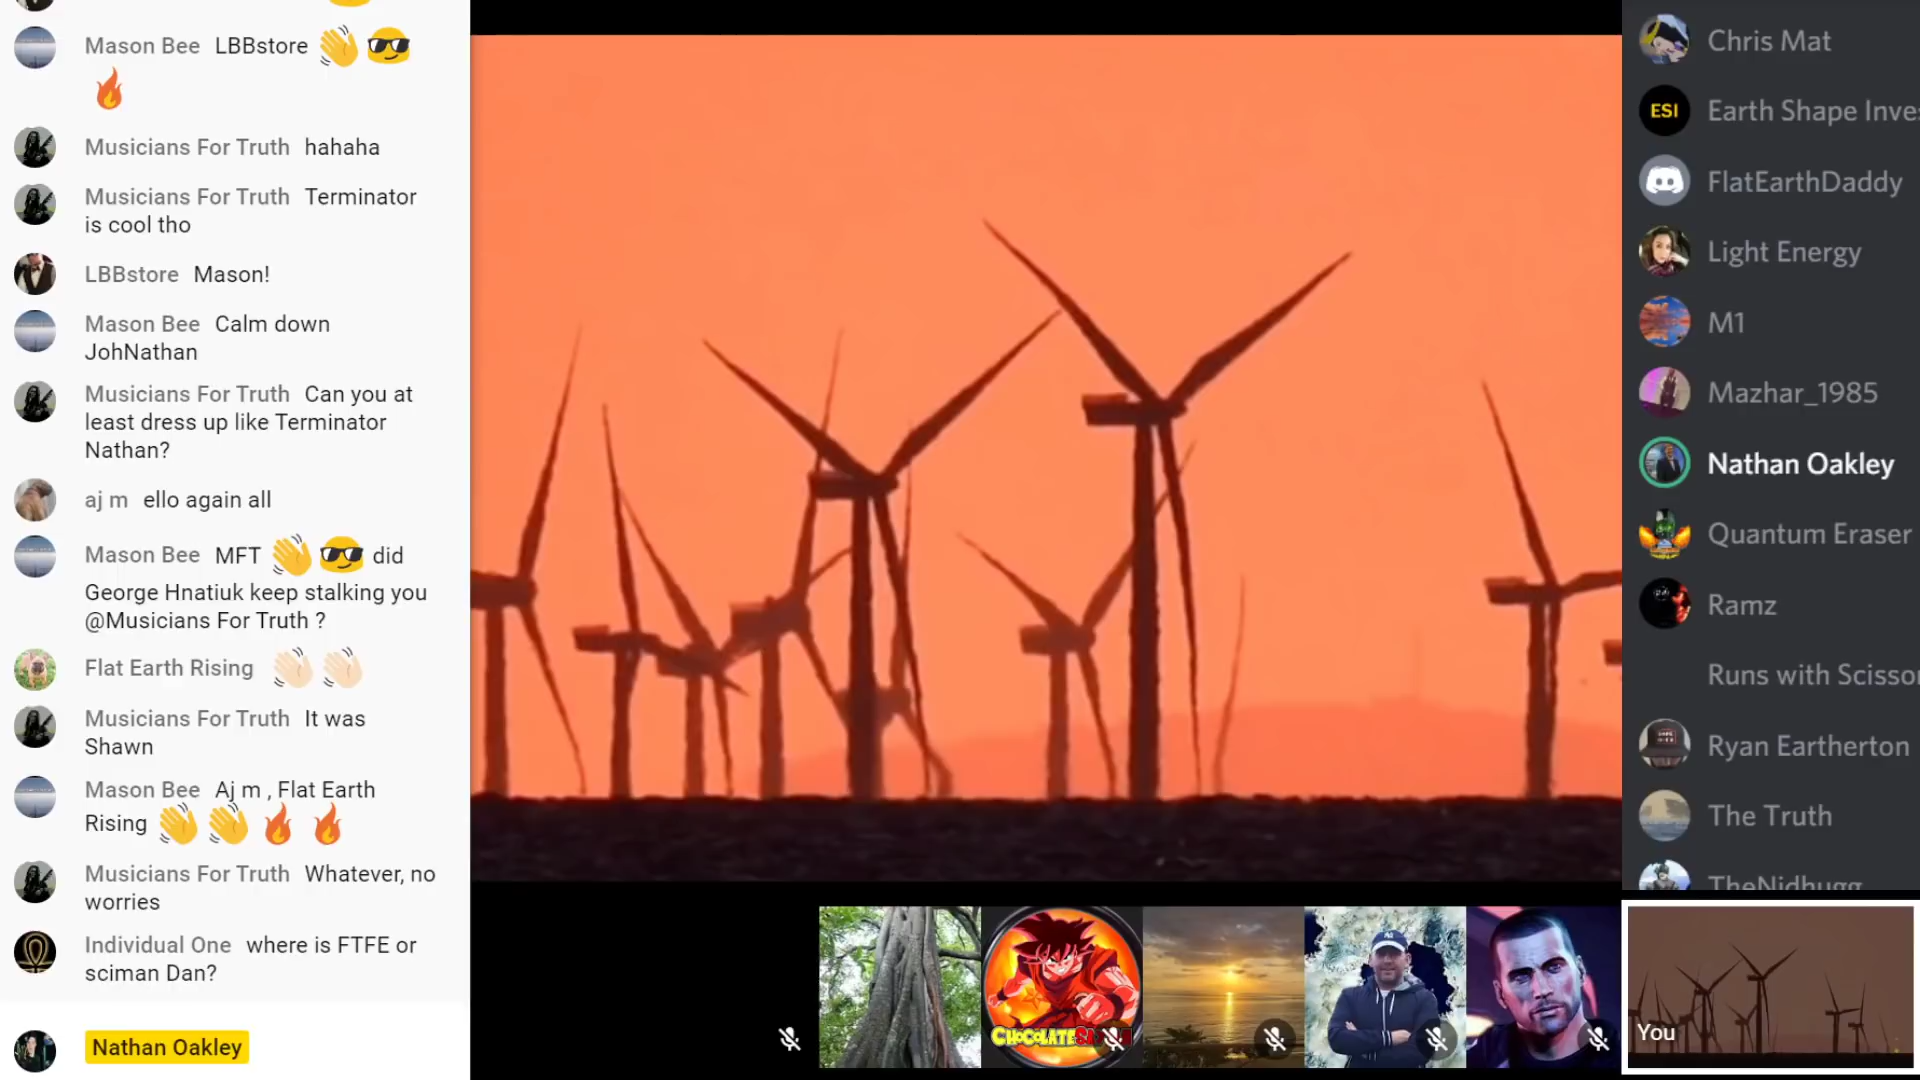 Mason Bee LBBstore
Musicians For Truth hahaha
Musicians For Truth Terminator
is cool tho
LBBstore Mason!
Mason Bee Calm down
JohNathan
Musicians For Truth Can you at
least dress up like Terminator
Nathan?
aj m ello again all
Mason Bee MFT did
George Hnatiuk keep stalking you
@Musicians For Truth ?
Flat Earth Rising
Musicians For Truth It was
Shawn
Mason Bee Aj m , Flat Earth
Rising
Musicians For Truth Whatever, no
worries
Individual One where is FTFE or
sciman Dan?
Nathan Oakley
CHOCOLATE
You
Chris Mat
ESI
Earth Shape Inves
FlatEarthDaddy
Light Energy
M1
Mazhar_1985
Nathan Oakley
Quantum Eraser
Ramz
Runs with Scissor
Ryan Eartherton
The Truth
TheNidhugg